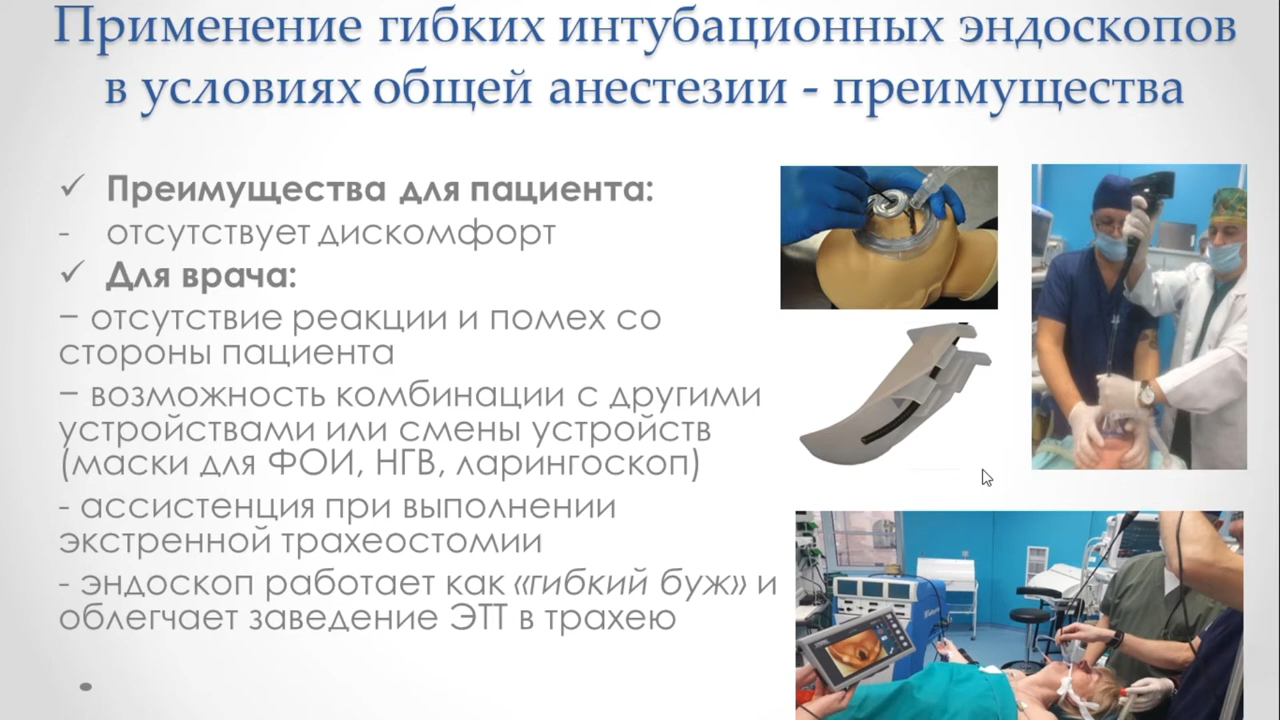 Применение гибких интубационных эндоскопов
в условиях общей анестезии - преимущества
✓ Преимущества для пациента:
- отсутствует дискомфорт
✓ Для врача:
− отсутствие реакции и помех со
стороны пациента
− возможность комбинации с другими
устройствами или смены устройств
(маски для ФОИ, НГВ, ларингоскоп)
- ассистенция при выполнении
экстренной трахеостомии
- эндоскоп работает как «гибкий буж» и
облегчает заведение ЭТТ в трахею